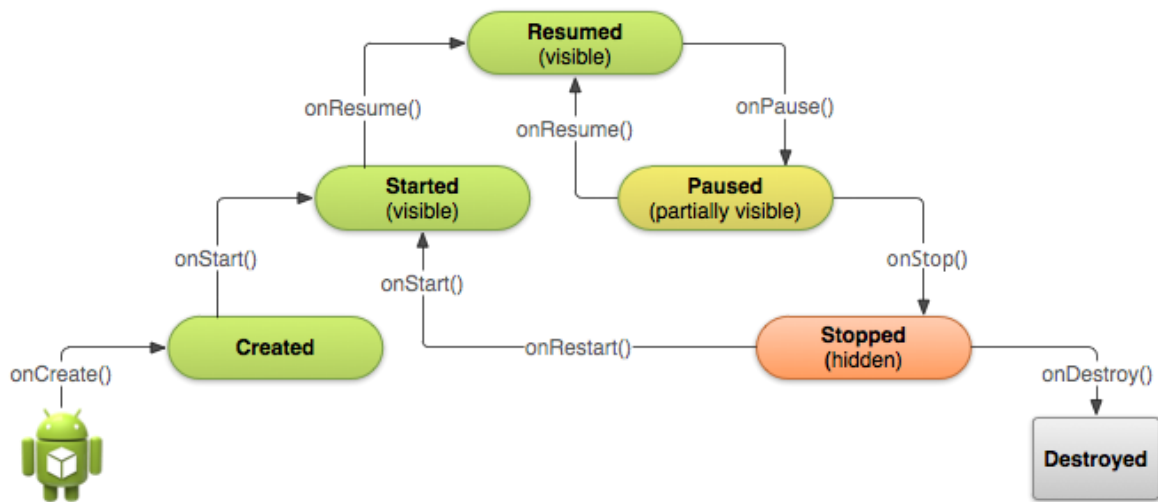 Resumed
(visible)
onResume()
onResume()
onPause()
Started
(visible)
Paused
(partially visible)
onStart()
onStart()
onStop()
Created
onRestart()
Stopped
(hidden)
onCreate()
onDestroy()
Destroyed